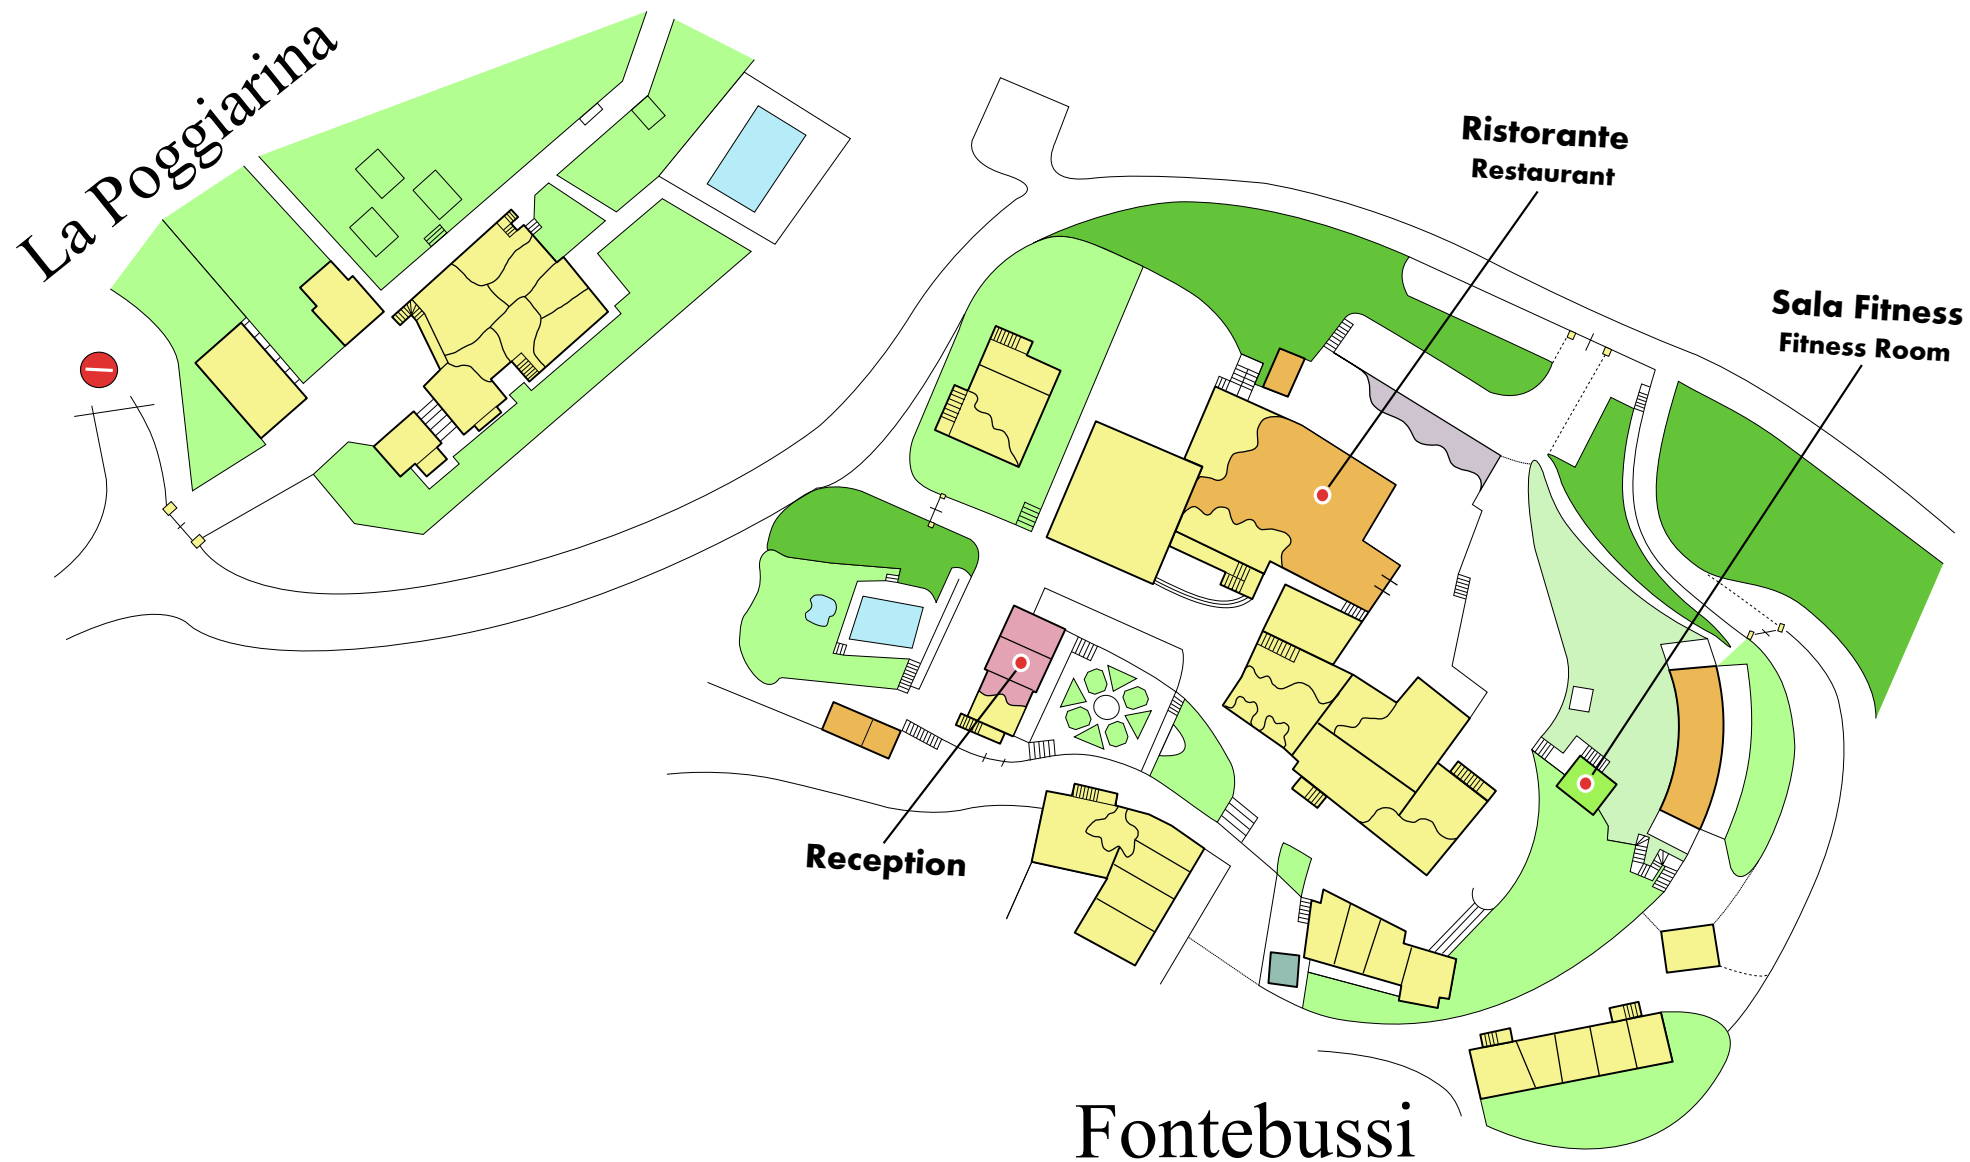 La Poggiarina
Ristorante
Restaurant
Sala Fitness
Fitness Room
Reception
Fontebussi